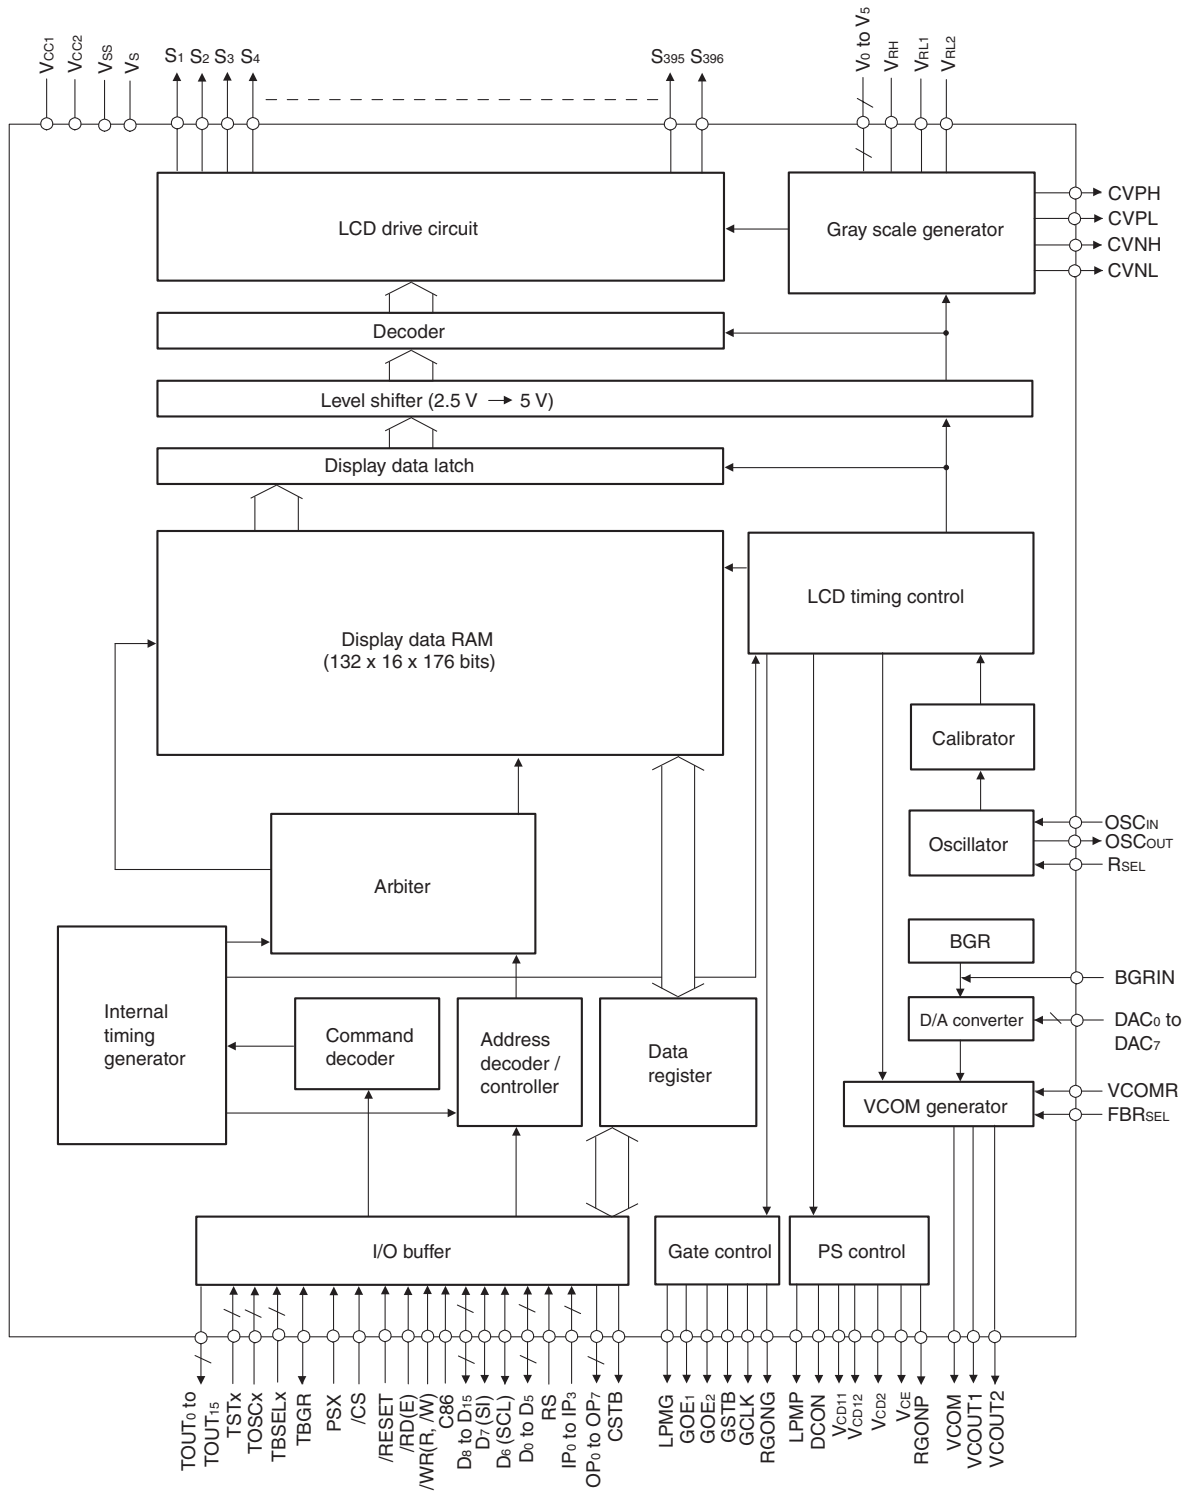 VCC1
VCC2
VSS
VS
S1
S2
S3
S4
S395
S396
V0 to V5
VRH
VRL1
VRL2
LCD drive circuit
Gray scale generator
CVPH
CVPL
CVNH
CVNL
Decoder
Level shifter (2.5 V → 5 V)
Display data latch
Display data RAM
(132 x 16 x 176 bits)
LCD timing control
Calibrator
Oscillator
OSCIN
OSCOUT
RSEL
Arbiter
BGR
BGRIN
D/A converter
DAC0 to
DAC7
Internal
timing
generator
Command
decoder
Address
decoder /
controller
Data
register
VCOM generator
VCOMR
FBRSEL
I/O buffer
Gate control
PS control
TOUT0 to
TOUT15
TSTx
TOSCx
TBSELx
TBGR
PSX
/CS
/RESET
/RD(E)
/WR(R, /W)
C86
D8 to D15
D7 (SI)
D6 (SCL)
D0 to D5
RS
IP0 to IP3
OP0 to OP7
CSTB
LPMG
GOE1
GOE2
GSTB
GCLK
RGONG
LPMP
DCON
VCD11
VCD12
VCD2
VCE
RGONP
VCOM
VCOUT1
VCOUT2